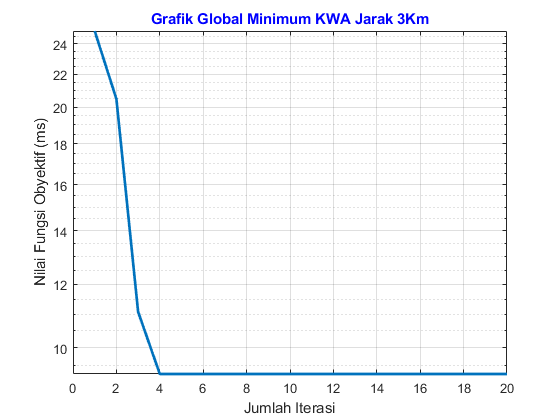 Grafik Global Minimum KWA Jarak 3Km
Nilai Fungsi Obyektif (ms)
24
22
20
18
16
14
12
10
0 2 4 6 8 10 12 14 16 18 20
Jumlah Iterasi